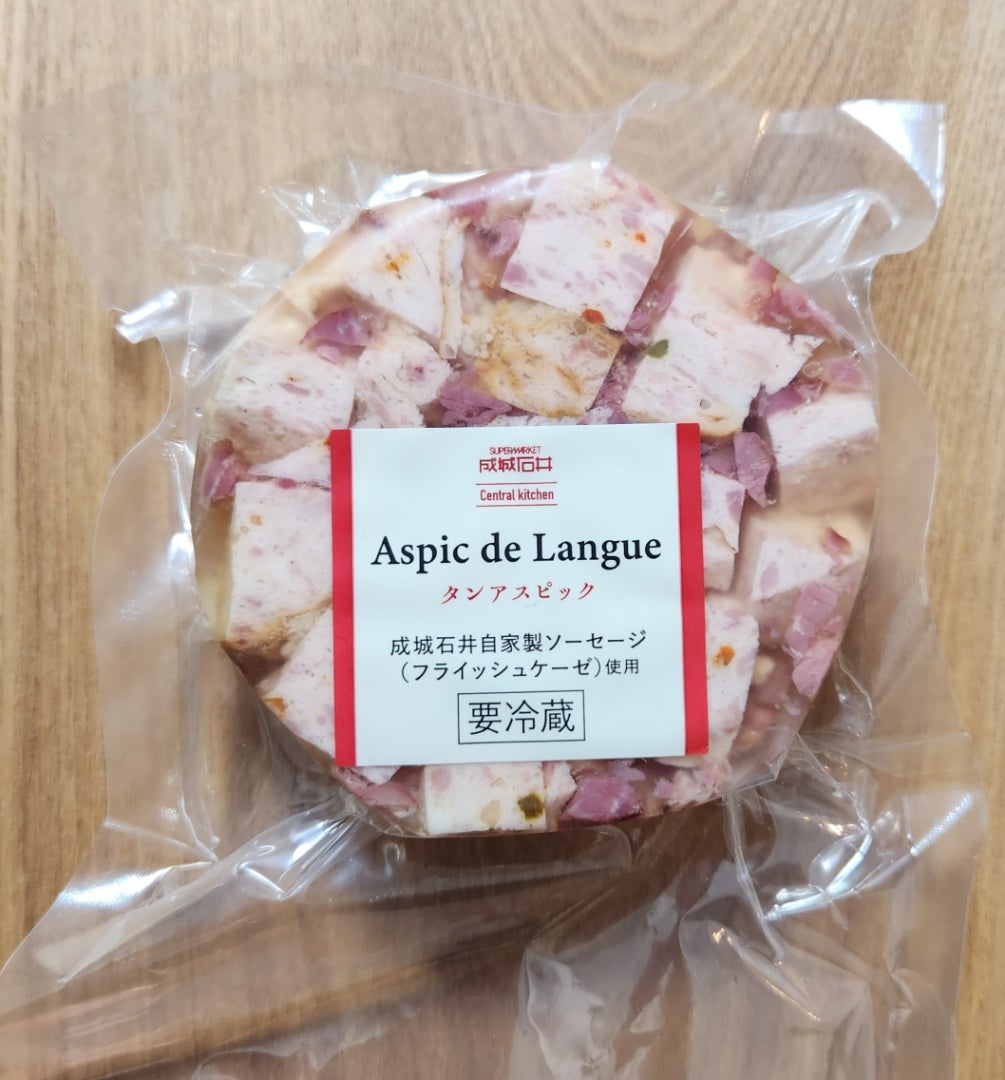 SUPERMARKET
成城石井
Central kitchen
Aspic de Langue
タンアスピック
成城石井自家製ソーセージ
（フライッシュケーゼ）使用
要冷蔵